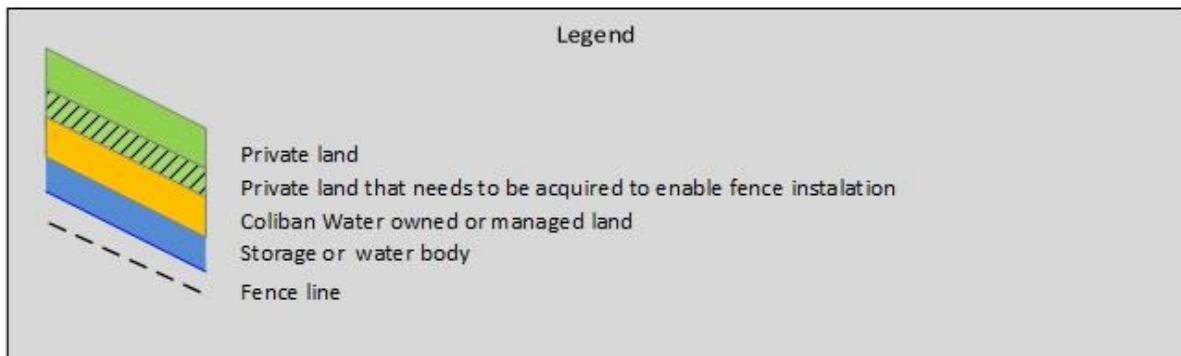 Legend
Private land
Private land that needs to be acquired to enable fence instalation
Coliban Water owned or managed land
Storage or water body
Fence line